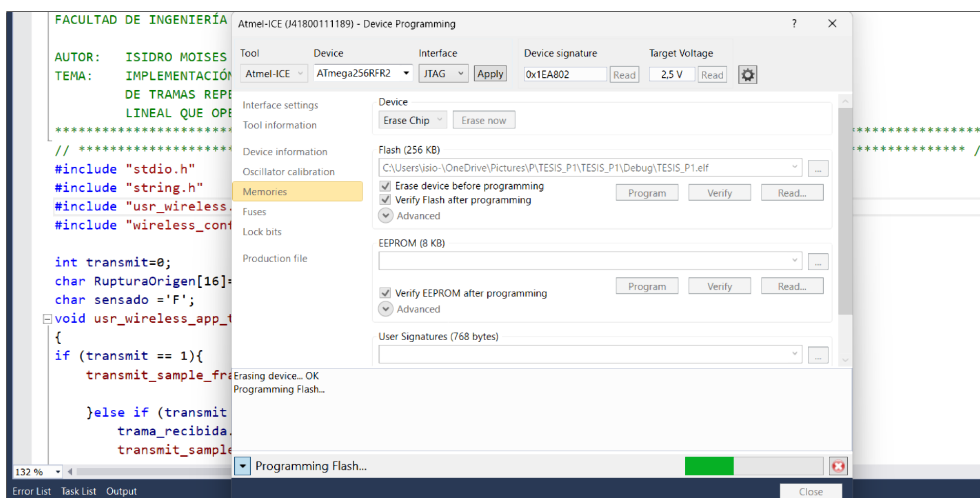 FACULTAD DE INGENIERÍA
AUTOR: ISIDRO MOISES
TEMA: IMPLEMENTACIÓN
DE TRAMAS REPE
LINEAL QUE OPE
// ************************
#include "stdio.h"
#include "string.h"
#include "usr_wireless.
#include "wireless_conf
int transmit=0;
char RupturaOrigen[16]=
char sensado ='F';
void usr_wireless_app_t
{
if (transmit == 1){
transmit_sample_fra
}else if (transmit
trama_recibida.
transmit_sample
132 %
Error List Task List Output
Atmel-ICE (J41800111189) - Device Programming ? ×
Tool Device Interface Device signature Target Voltage
Atmel-ICE ATmega256RFR2 JTAG Apply 0x1EA802 Read 2,5 V Read
Interface settings
Tool information
Device information
Oscillator calibration
Memories
Fuses
Lock bits
Production file
Device
Erase Chip Erase now
Flash (256 KB)
C:\Users\isio-\OneDrive\Pictures\P\TESIS_P1\TESIS_P1\Debug\TESIS_P1.elf ...
Erase device before programming
Verify Flash after programming
Program Verify Read...
Advanced
EEPROM (8 KB)
...
Program Verify Read...
Verify EEPROM after programming
Advanced
User Signatures (768 bytes)
...
Erasing device... OK
Programming Flash...
Programming Flash...
Close